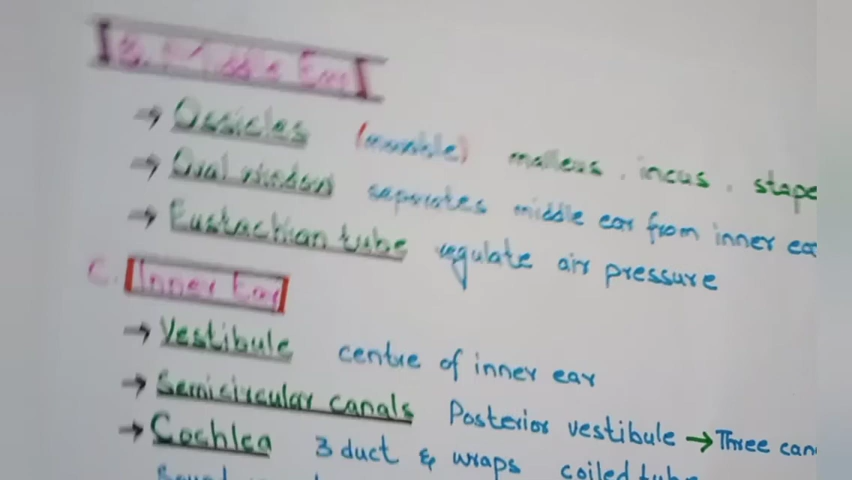 B. Middle Ear
→ Ossicles (movable) malleus, incus, stape
→ Oval window separates middle ear from inner ea
→ Eustachian tube regulate air pressure
C. Inner Ear
→ Vestibule centre of inner ear
→ Semicircular canals Posterior vestibule → Three can
→ Cochlea 3 duct & wraps coiled tube